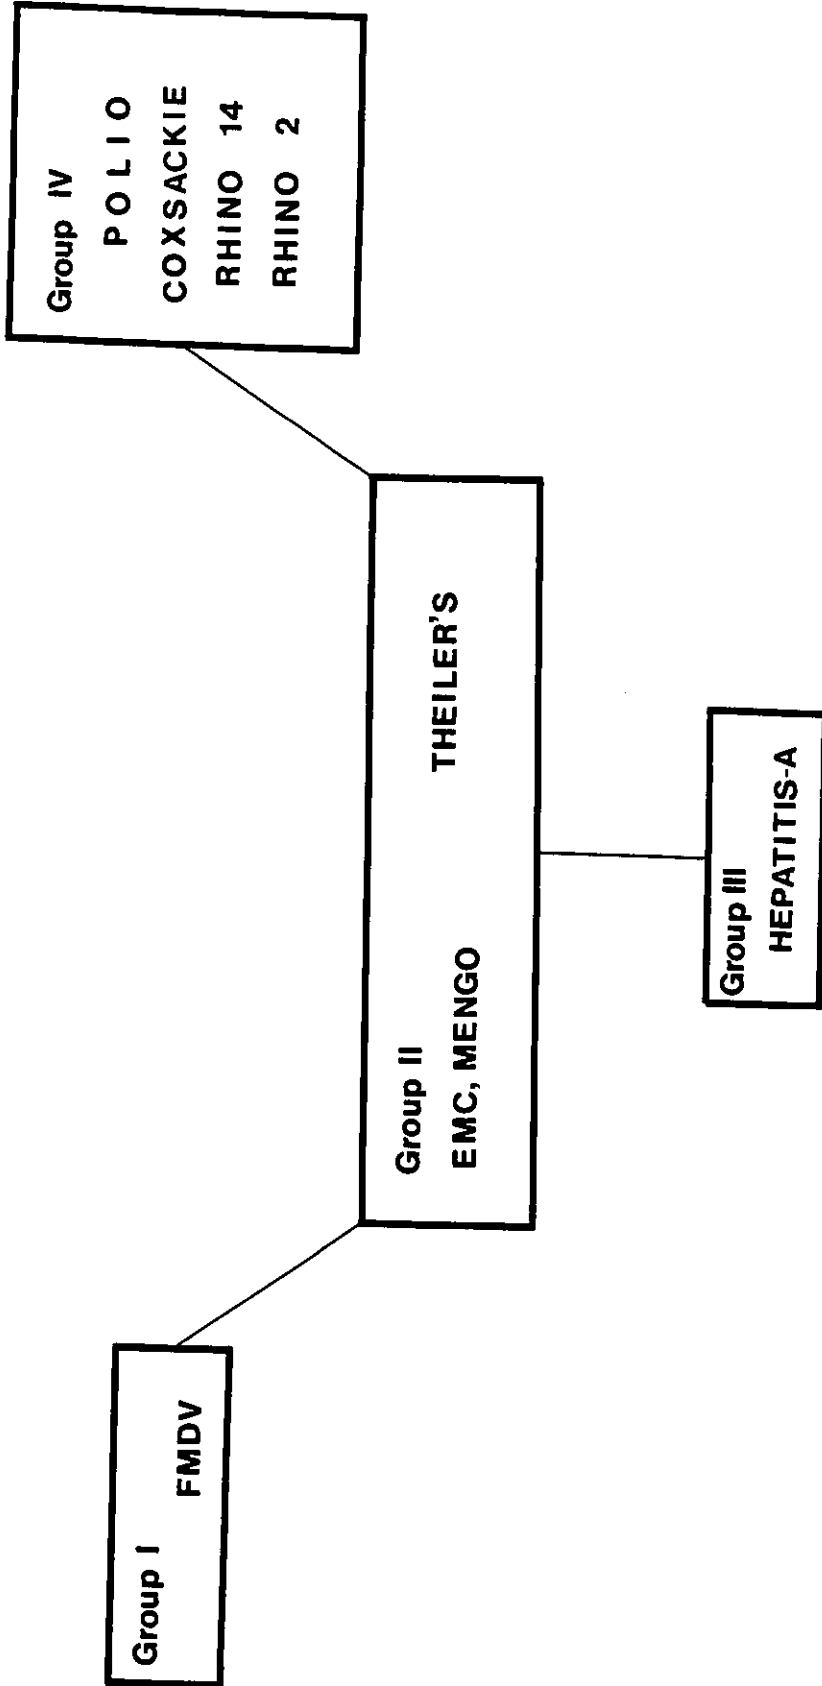 Group I
FMDV
Group II
EMC, MENGO
THEILER'S
Group III
HEPATITIS-A
Group IV
POLIO
COXSACKIE
RHINO 14
RHINO 2